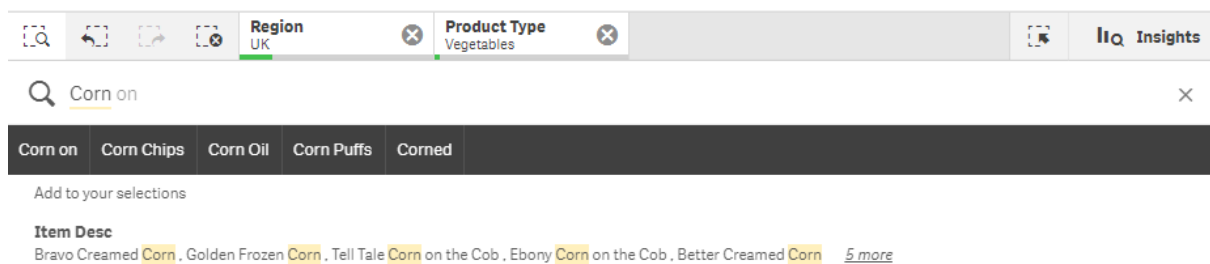 Region
UK
Product Type
Vegetables
Insights
Corn on
Corn on Corn Chips Corn Oil Corn Puffs Corned
Add to your selections
Item Desc
Bravo Creamed Corn , Golden Frozen Corn , Tell Tale Corn on the Cob , Ebony Corn on the Cob , Better Creamed Corn 5 more